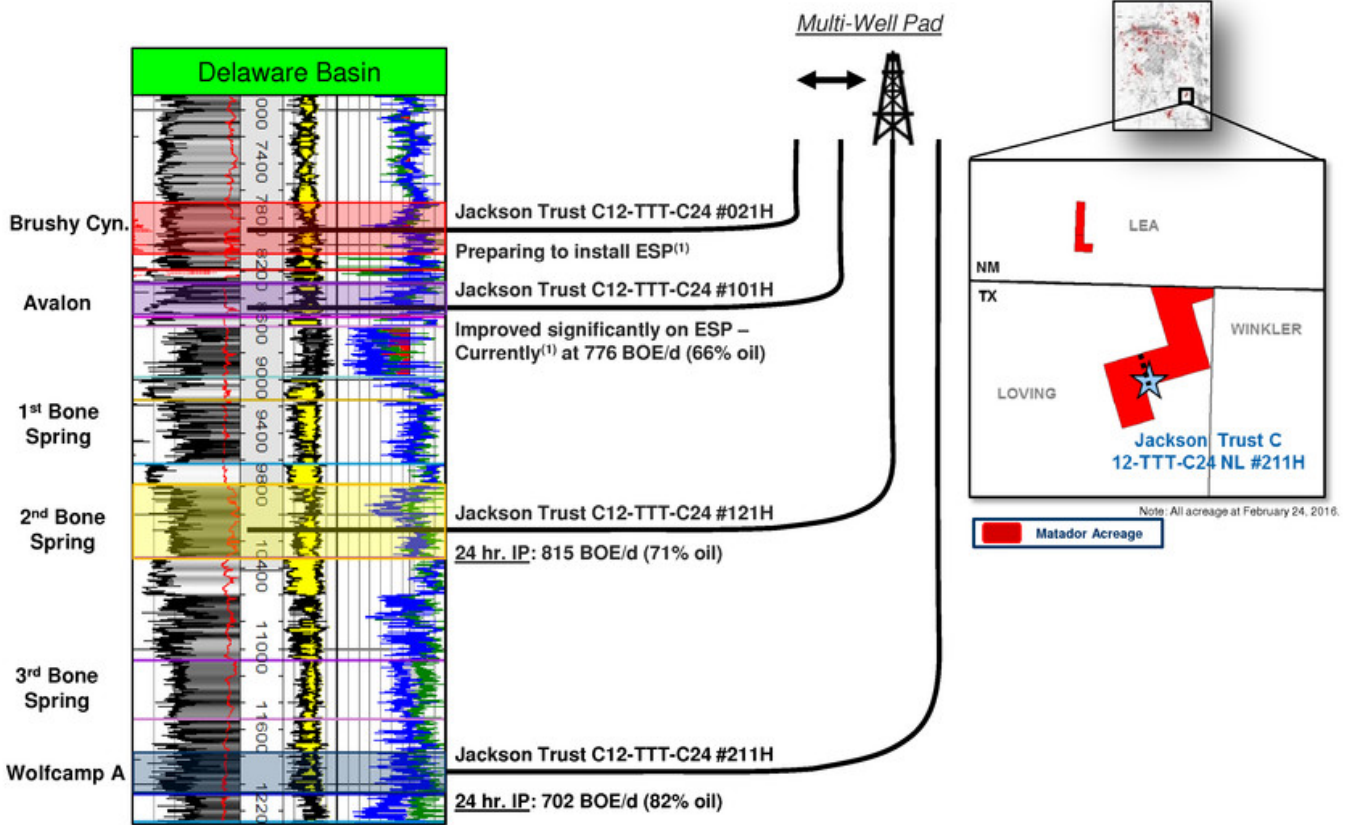 Multi-Well Pad
Delaware Basin
7400
7800
8200
8600
9000
9400
9800
10400
11000
11600
Brushy Cyn.
Avalon
1st Bone
Spring
2nd Bone
Spring
3rd Bone
Spring
Wolfcamp A
Jackson Trust C12-TTT-C24 #021H
Preparing to install ESP(1)
Jackson Trust C12-TTT-C24 #101H
Improved significantly on ESP –
Currently(1) at 776 BOE/d (66% oil)
Jackson Trust C12-TTT-C24 #121H
24 hr. IP: 815 BOE/d (71% oil)
Jackson Trust C12-TTT-C24 #211H
24 hr. IP: 702 BOE/d (82% oil)
LEA
NM
TX
WINKLER
LOVING
Jackson Trust C
12-TTT-C24 NL #211H
Note: All acreage at February 24, 2016.
Matador Acreage